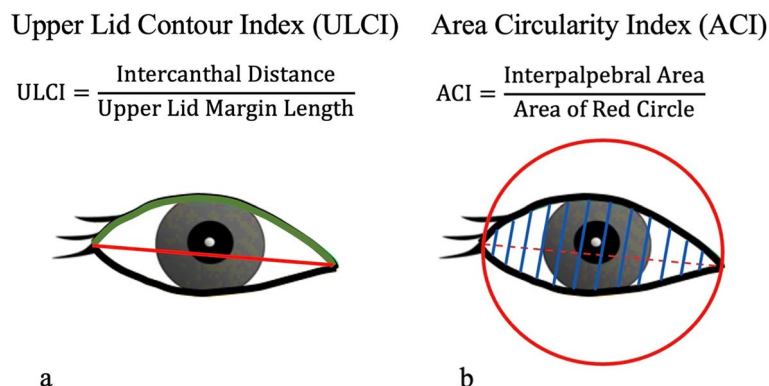 Upper Lid Contour Index (ULCI)
ULCI = Intercanthal Distance / Upper Lid Margin Length
a
Area Circularity Index (ACI)
ACI = Interpalpebral Area / Area of Red Circle
b